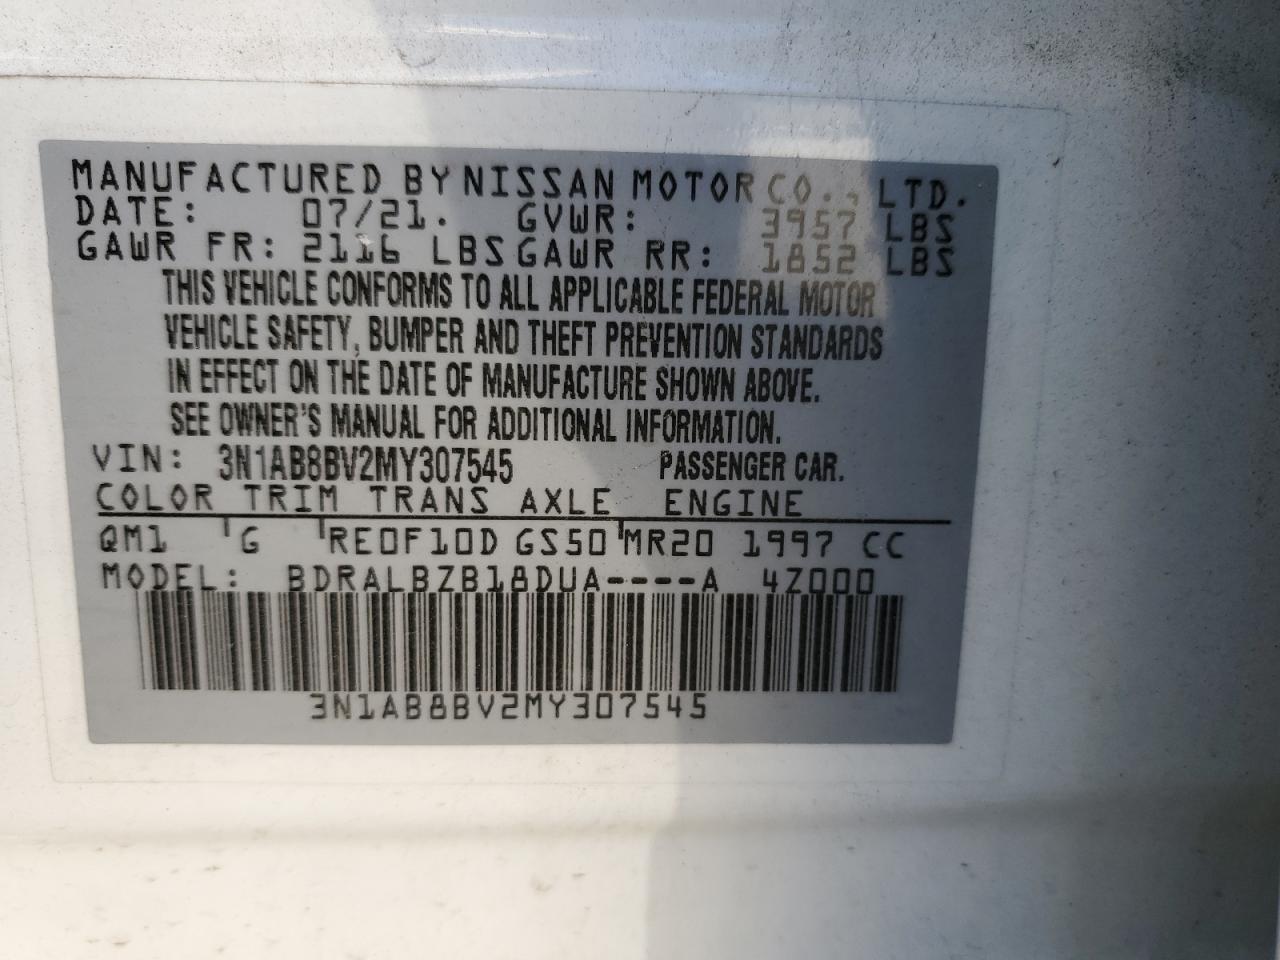 MANUFACTURED BY NISSAN MOTOR CO., LTD.
DATE: 07/21. GVWR: 3957 LBS
GAWR FR: 2116 LBS GAWR RR: 1852 LBS
THIS VEHICLE CONFORMS TO ALL APPLICABLE FEDERAL MOTOR
VEHICLE SAFETY, BUMPER AND THEFT PREVENTION STANDARDS
IN EFFECT ON THE DATE OF MANUFACTURE SHOWN ABOVE.
SEE OWNER'S MANUAL FOR ADDITIONAL INFORMATION.
VIN: 3N1AB8BV2MY307545 PASSENGER CAR.
COLOR TRIM TRANS AXLE ENGINE
QM1 G RE0F10D GS50 MR20 1997 CC
MODEL: BDRALBZB18DUA----A 4Z000
3N1AB8BV2MY307545